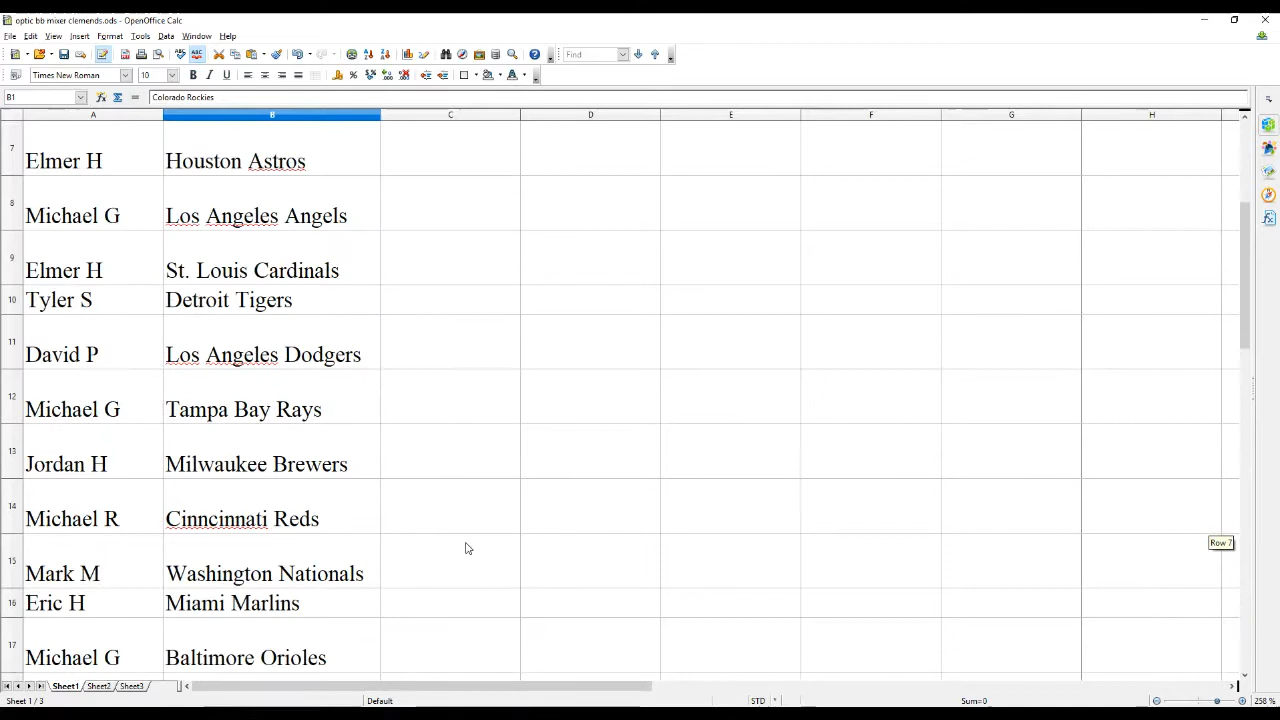 optic bb mixer clemends.ods - OpenOffice Calc
File Edit View Insert Format Tools Data Window Help
Find
Times New Roman 10
B1 Colorado Rockies
A B C D E F G H
7 Elmer H Houston Astros
8 Michael G Los Angeles Angels
9 Elmer H St. Louis Cardinals
10 Tyler S Detroit Tigers
11 David P Los Angeles Dodgers
12 Michael G Tampa Bay Rays
13 Jordan H Milwaukee Brewers
14 Michael R Cinncinnati Reds
Row 7
15 Mark M Washington Nationals
16 Eric H Miami Marlins
17 Michael G Baltimore Orioles
Sheet1 Sheet2 Sheet3
Sheet 1 / 3 Default STD * Sum=0 258 %